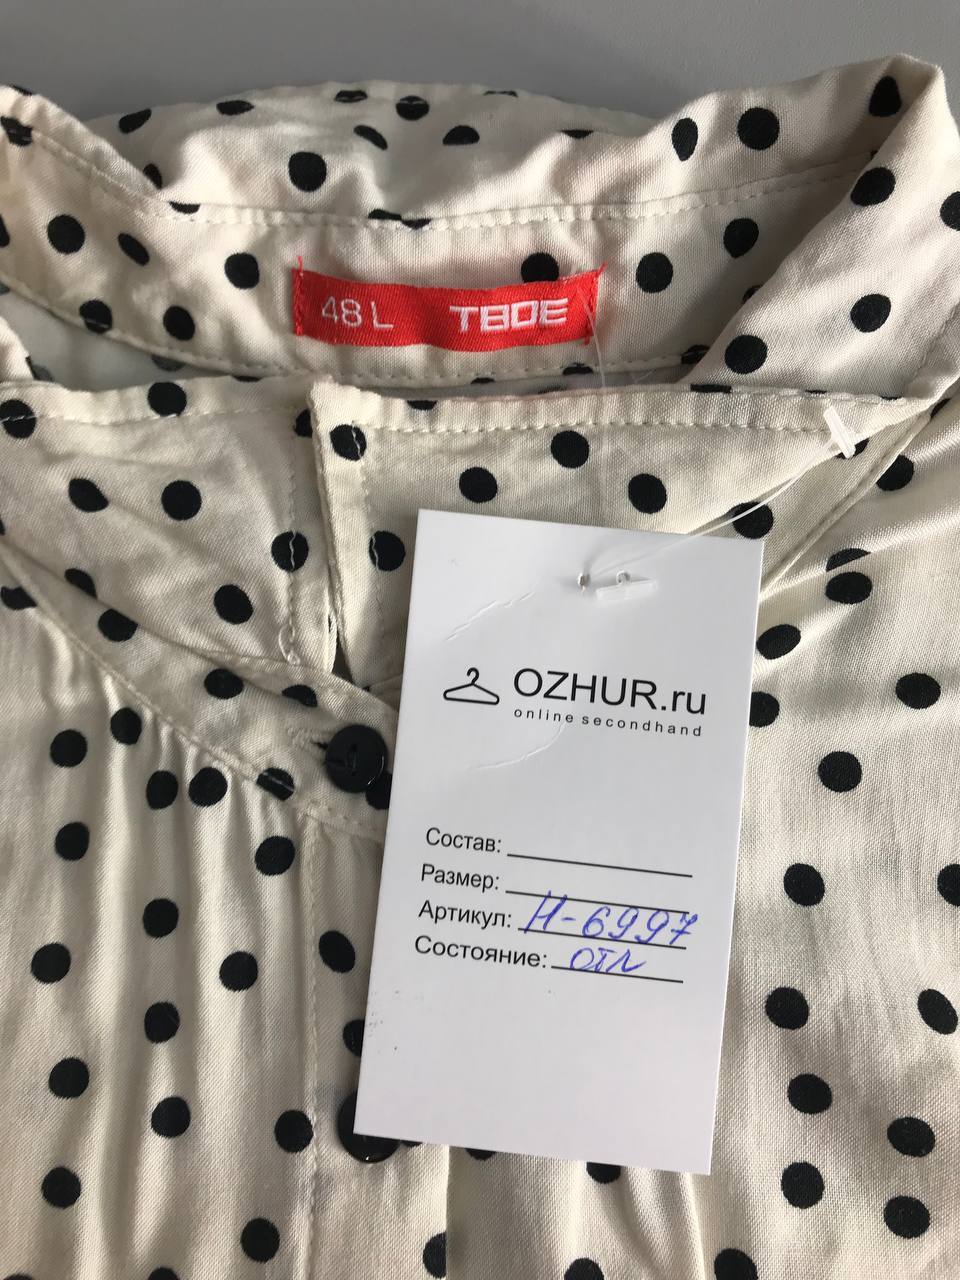 48 L ТВОЕ
OZHUR.ru
online secondhand
Состав:
Размер:
Артикул: Н-6997
Состояние: отл